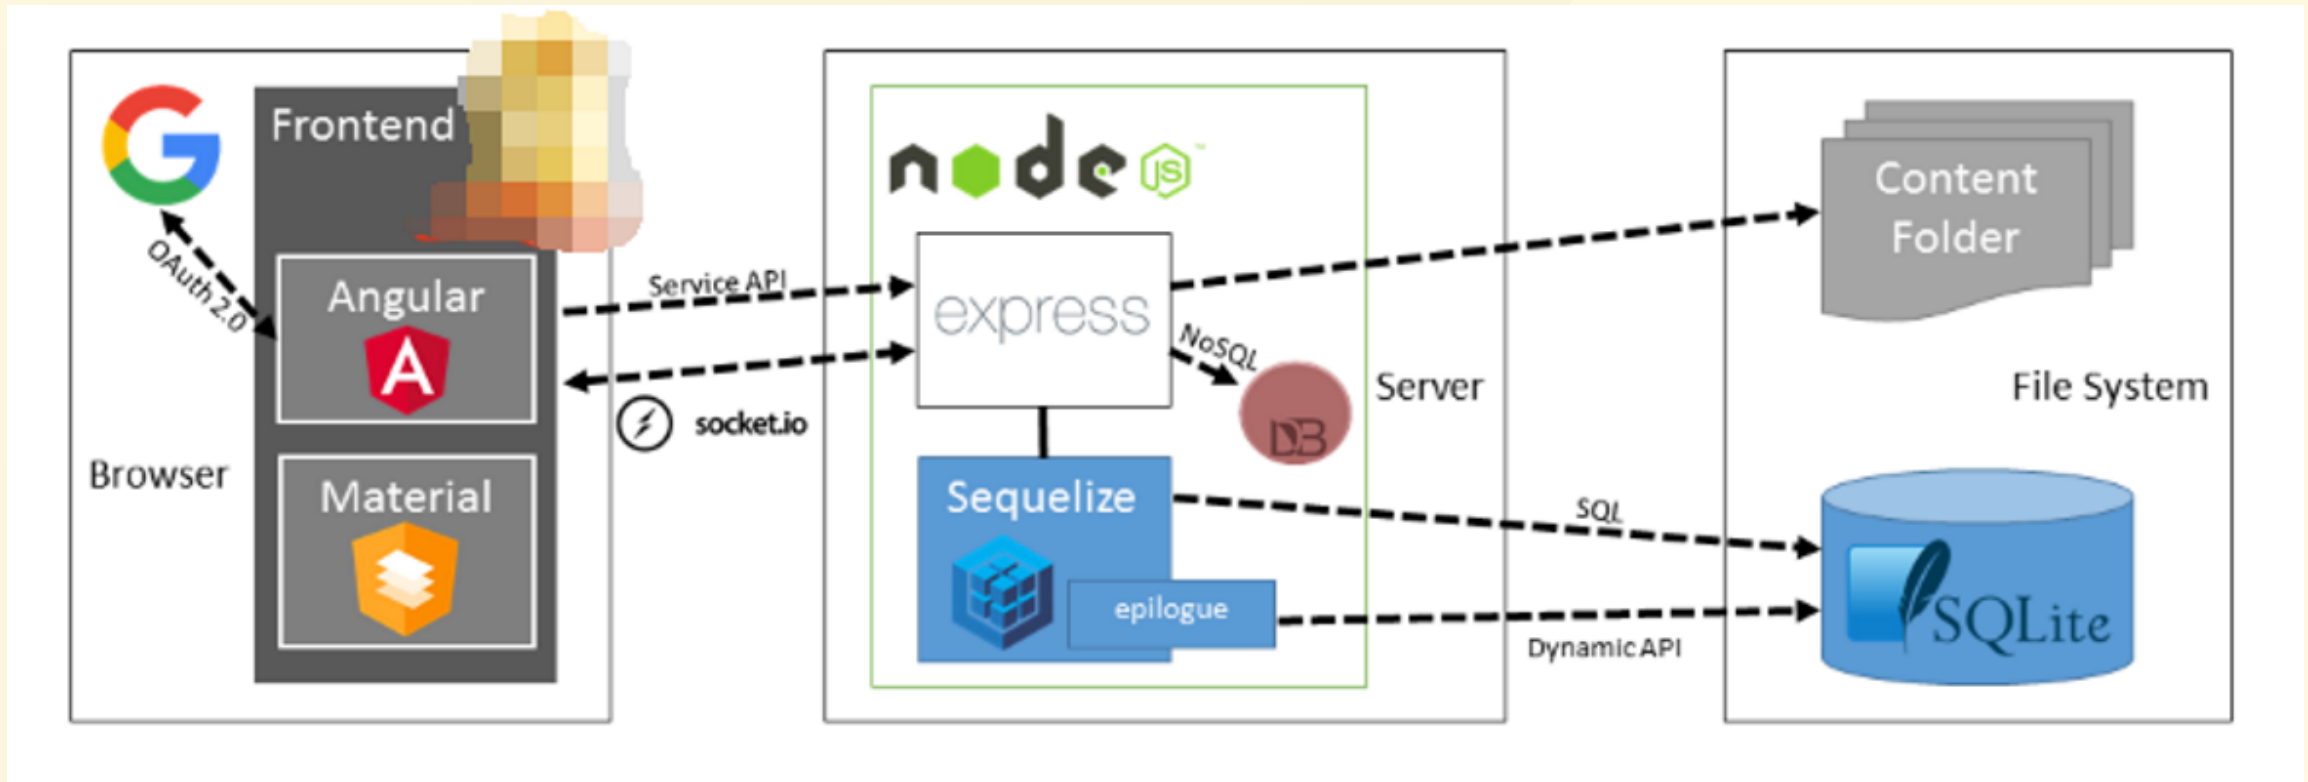 Frontend
OAuth 2.0
Angular
A
Browser
Material
Service API
socket.io
node
JS
express
NoSQL
DB
Server
Sequelize
epilogue
SQL
Dynamic API
Content
Folder
File System
SQLite